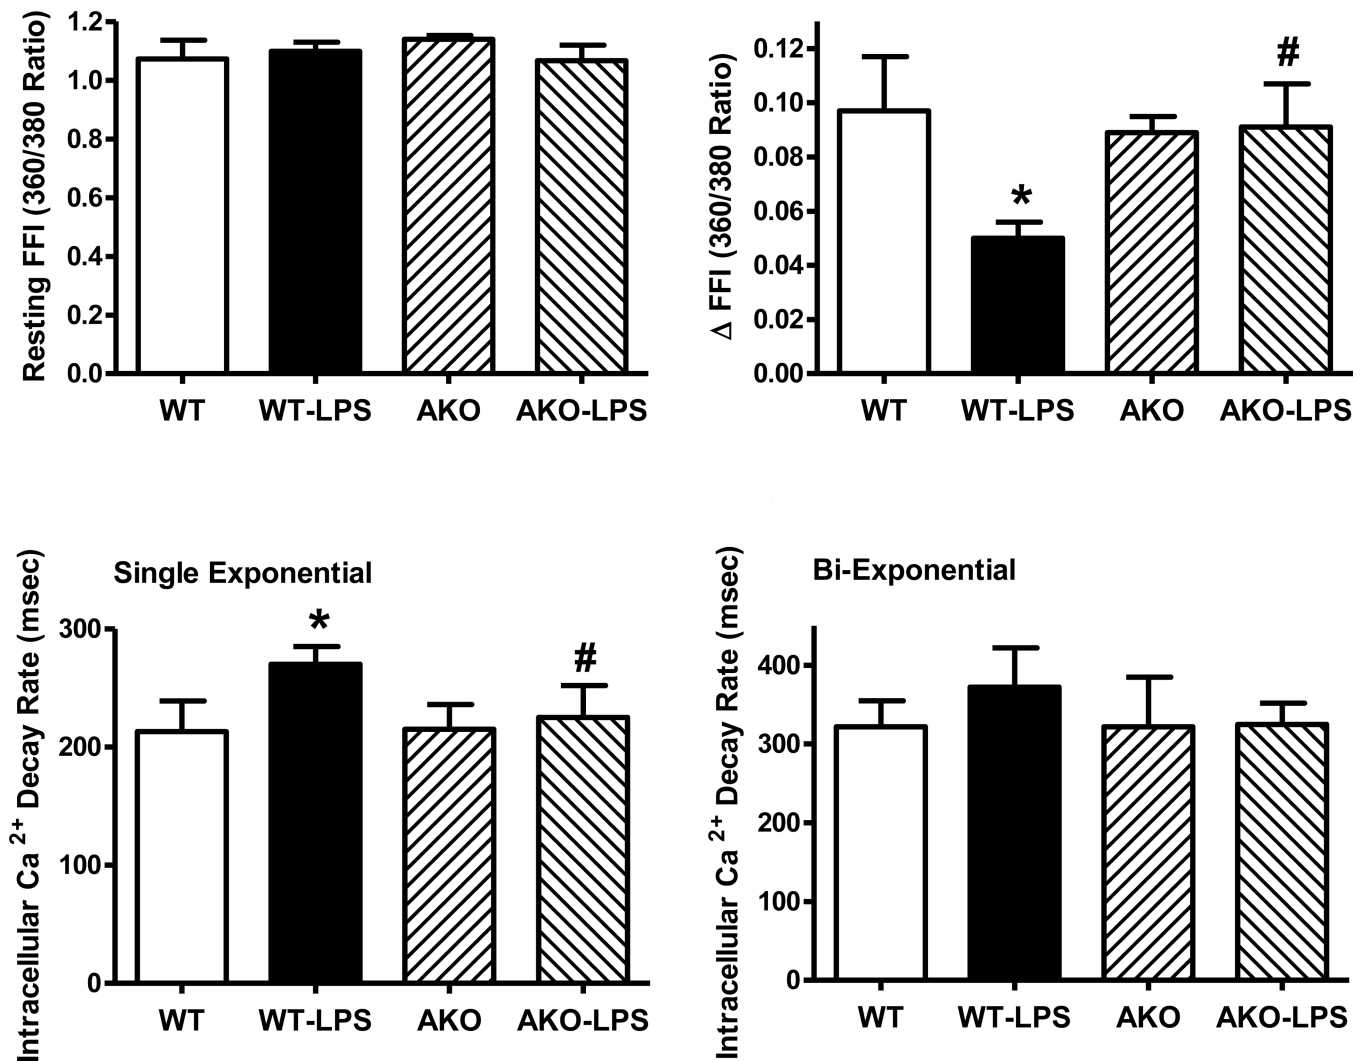 Resting FFI (360/380 Ratio)
1.2
1.0
0.8
0.6
0.4
0.2
0.0
WT WT-LPS AKO AKO-LPS
Δ FFI (360/380 Ratio)
0.12
0.10
0.08
0.06
0.04
0.02
0.00
*
#
WT WT-LPS AKO AKO-LPS
Intracellular Ca 2+ Decay Rate (msec)
Single Exponential
300
200
100
0
*
#
WT WT-LPS AKO AKO-LPS
Intracellular Ca 2+ Decay Rate (msec)
Bi-Exponential
400
300
200
100
0
WT WT-LPS AKO AKO-LPS